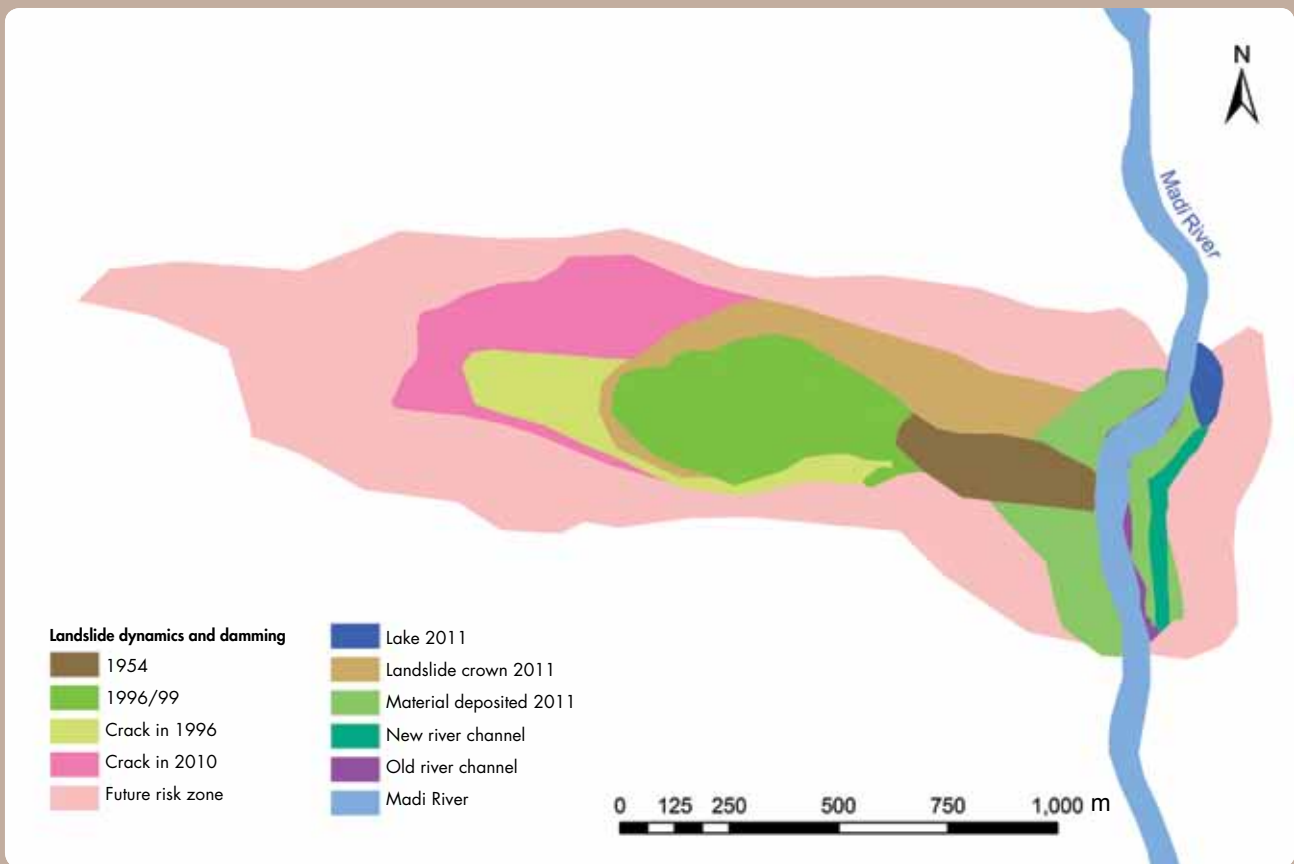 N
Madi River
Landslide dynamics and damming
1954
1996/99
Crack in 1996
Crack in 2010
Future risk zone
Lake 2011
Landslide crown 2011
Material deposited 2011
New river channel
Old river channel
Madi River
0 125 250 500 750 1,000 m